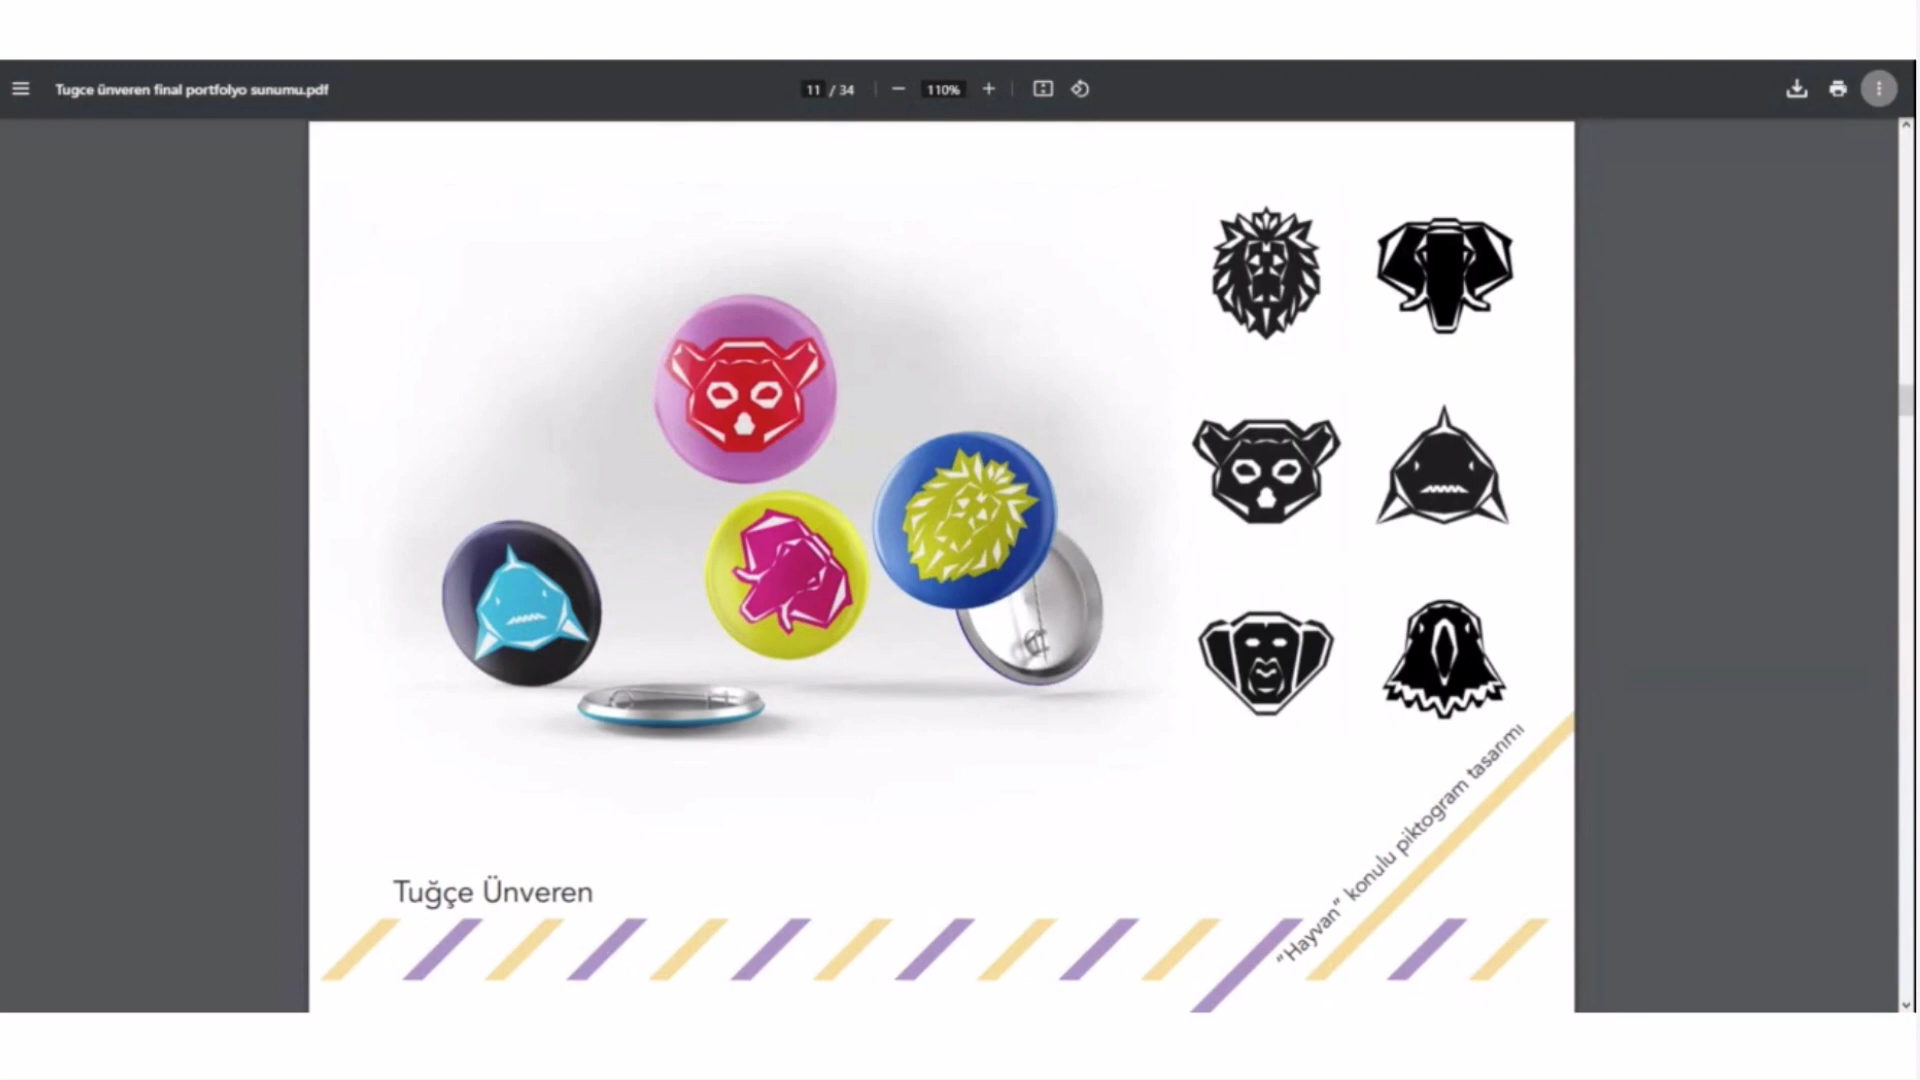 Tugce ünveren final portfolyo sunumu.pdf
11 / 34
110%
Tuğçe Ünveren
“Hayvan” konulu piktogram tasarımı